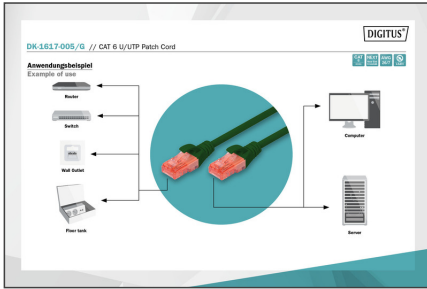 DIGITUS®
DK-1617-005/G // CAT 6 U/UTP Patch Cord
Anwendungsbeispiel
Example of use
Router
Switch
Wall Outlet
Floor tank
Computer
Server